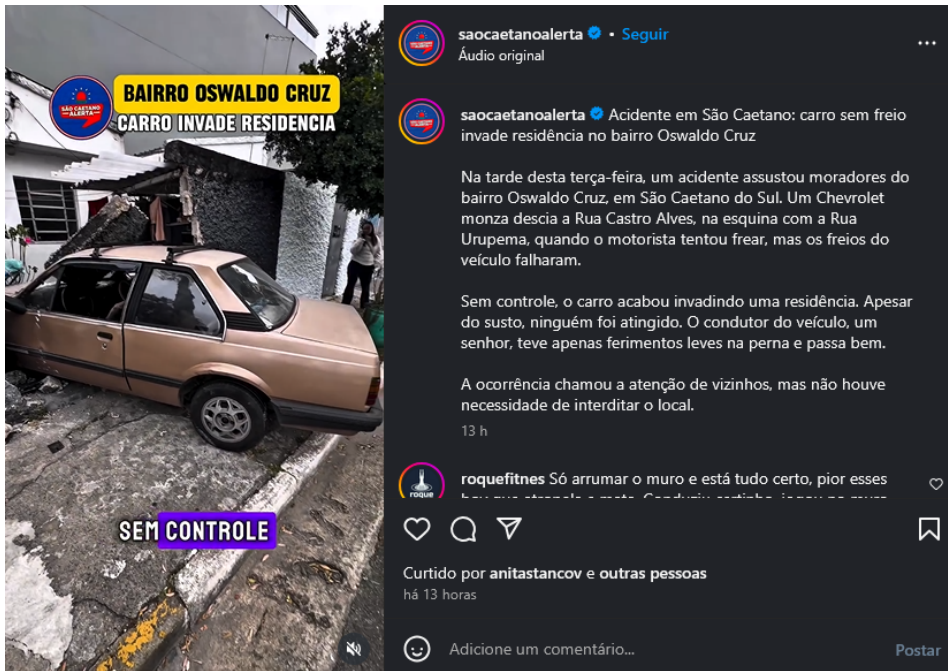 SÃO CAETANO
ALERTA
BAIRRO OSWALDO CRUZ
CARRO INVADE RESIDENCIA
SEM CONTROLE
saocaetanoalerta • Seguir
Áudio original
saocaetanoalerta Acidente em São Caetano: carro sem freio
invade residência no bairro Oswaldo Cruz
Na tarde desta terça-feira, um acidente assustou moradores do
bairro Oswaldo Cruz, em São Caetano do Sul. Um Chevrolet
monza descia a Rua Castro Alves, na esquina com a Rua
Urupema, quando o motorista tentou frear, mas os freios do
veículo falharam.
Sem controle, o carro acabou invadindo uma residência. Apesar
do susto, ninguém foi atingido. O condutor do veículo, um
senhor, teve apenas ferimentos leves na perna e passa bem.
A ocorrência chamou a atenção de vizinhos, mas não houve
necessidade de interditar o local.
13 h
roque
roquefitnes Só arrumar o muro e está tudo certo, pior esses
Curtido por anitastancov e outras pessoas
há 13 horas
Adicione um comentário...
Postar